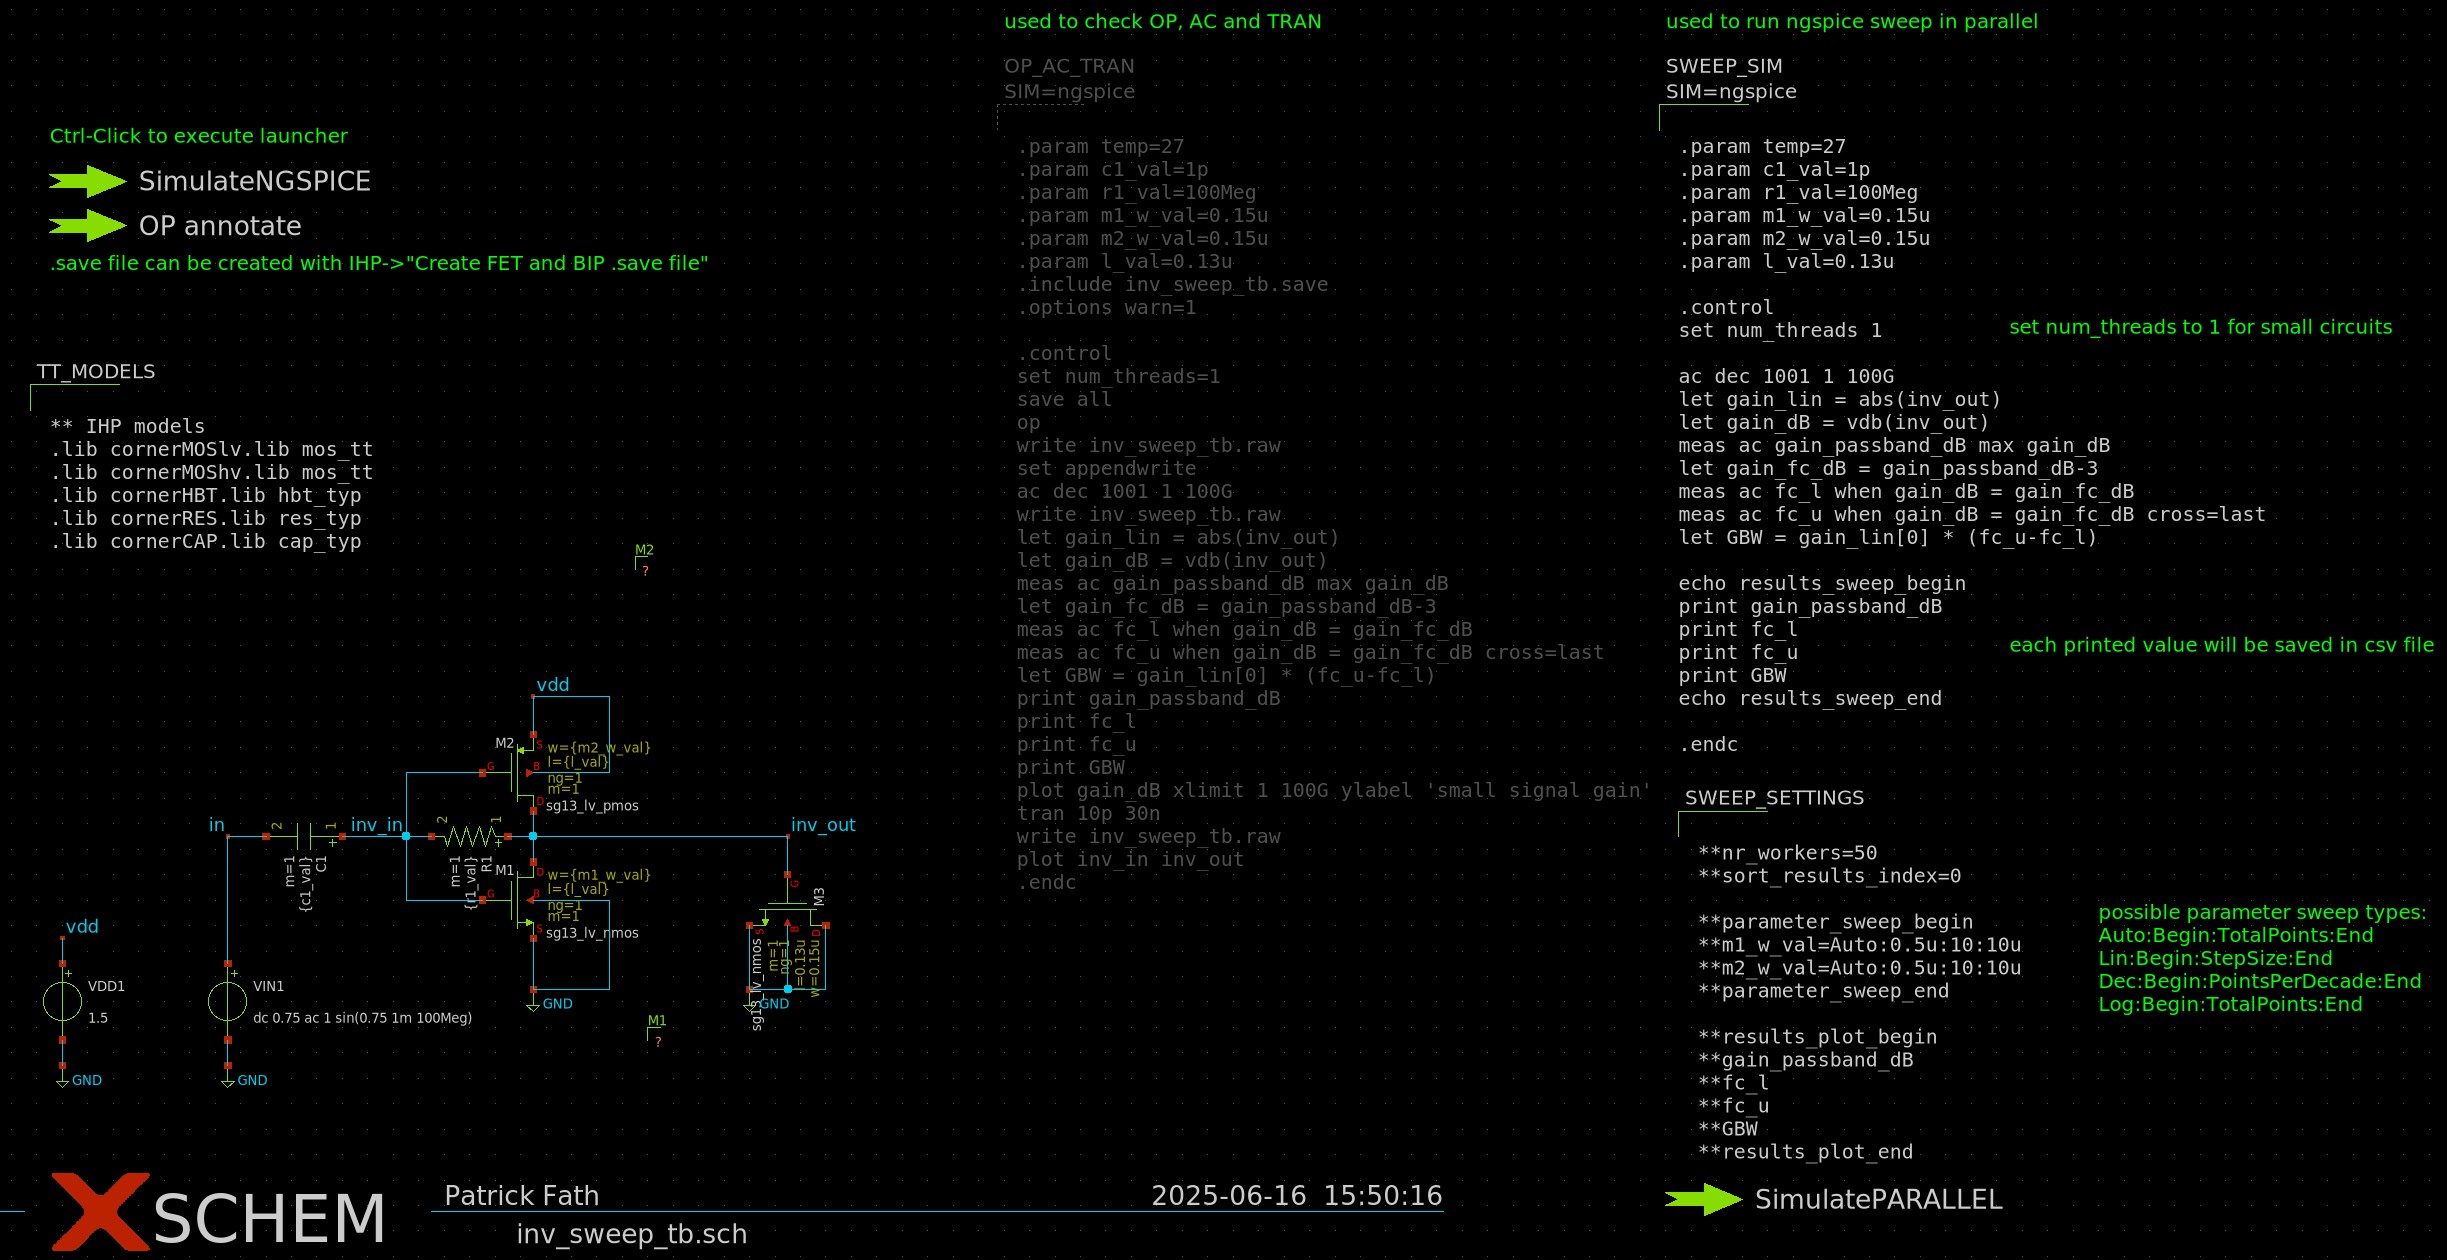 used to check OP, AC and TRAN
used to run ngspice sweep in parallel
Ctrl-Click to execute launcher
SimulateNGSPICE
OP annotate
.save file can be created with IHP->"Create FET and BIP .save file"
TT_MODELS
** IHP models
.lib cornerMOSlv.lib mos_tt
.lib cornerMOShv.lib mos_tt
.lib cornerHBT.lib hbt_typ
.lib cornerRES.lib res_typ
.lib cornerCAP.lib cap_typ
M2
?
vdd
M2
S
w={m2_w_val}
l={l_val}
G
B
ng=1
m=1
D
sg13_lv_pmos
in
2
1
+
m=1
{c1_val}
C1
inv_in
2
1
+
m=1
{r1_val}
R1
inv_out
M1
D
w={m1_w_val}
l={l_val}
G
B
ng=1
m=1
S
sg13_lv_nmos
GND
G
M3
S
B
D
sg13_lv_nmos
m=1
ng=1
l=0.13u
w=0.15u
GND
M1
?
vdd
+
VDD1
1.5
GND
+
VIN1
dc 0.75 ac 1 sin(0.75 1m 100Meg)
GND
OP_AC_TRAN
SIM=ngspice
.param temp=27
.param c1_val=1p
.param r1_val=100Meg
.param m1_w_val=0.15u
.param m2_w_val=0.15u
.param l_val=0.13u
.include inv_sweep_tb.save
.options warn=1
.control
set num_threads=1
save all
op
write inv_sweep_tb.raw
set appendwrite
ac dec 1001 1 100G
write inv_sweep_tb.raw
let gain_lin = abs(inv_out)
let gain_dB = vdb(inv_out)
meas ac gain_passband_dB max gain_dB
let gain_fc_dB = gain_passband_dB-3
meas ac fc_l when gain_dB = gain_fc_dB
meas ac fc_u when gain_dB = gain_fc_dB cross=last
let GBW = gain_lin[0] * (fc_u-fc_l)
print gain_passband_dB
print fc_l
print fc_u
print GBW
plot gain_dB xlimit 1 100G ylabel 'small signal gain'
tran 10p 30n
write inv_sweep_tb.raw
plot inv_in inv_out
.endc
SWEEP_SIM
SIM=ngspice
.param temp=27
.param c1_val=1p
.param r1_val=100Meg
.param m1_w_val=0.15u
.param m2_w_val=0.15u
.param l_val=0.13u
.control
set num_threads 1
set num_threads to 1 for small circuits
ac dec 1001 1 100G
let gain_lin = abs(inv_out)
let gain_dB = vdb(inv_out)
meas ac gain_passband_dB max gain_dB
let gain_fc_dB = gain_passband_dB-3
meas ac fc_l when gain_dB = gain_fc_dB
meas ac fc_u when gain_dB = gain_fc_dB cross=last
let GBW = gain_lin[0] * (fc_u-fc_l)
echo results_sweep_begin
print gain_passband_dB
print fc_l
print fc_u
each printed value will be saved in csv file
print GBW
echo results_sweep_end
.endc
SWEEP_SETTINGS
**nr_workers=50
**sort_results_index=0
**parameter_sweep_begin
**m1_w_val=Auto:0.5u:10:10u
**m2_w_val=Auto:0.5u:10:10u
**parameter_sweep_end
possible parameter sweep types:
Auto:Begin:TotalPoints:End
Lin:Begin:StepSize:End
Dec:Begin:PointsPerDecade:End
Log:Begin:TotalPoints:End
**results_plot_begin
**gain_passband_dB
**fc_l
**fc_u
**GBW
**results_plot_end
SimulatePARALLEL
XSCHEM
Patrick Fath
2025-06-16 15:50:16
inv_sweep_tb.sch